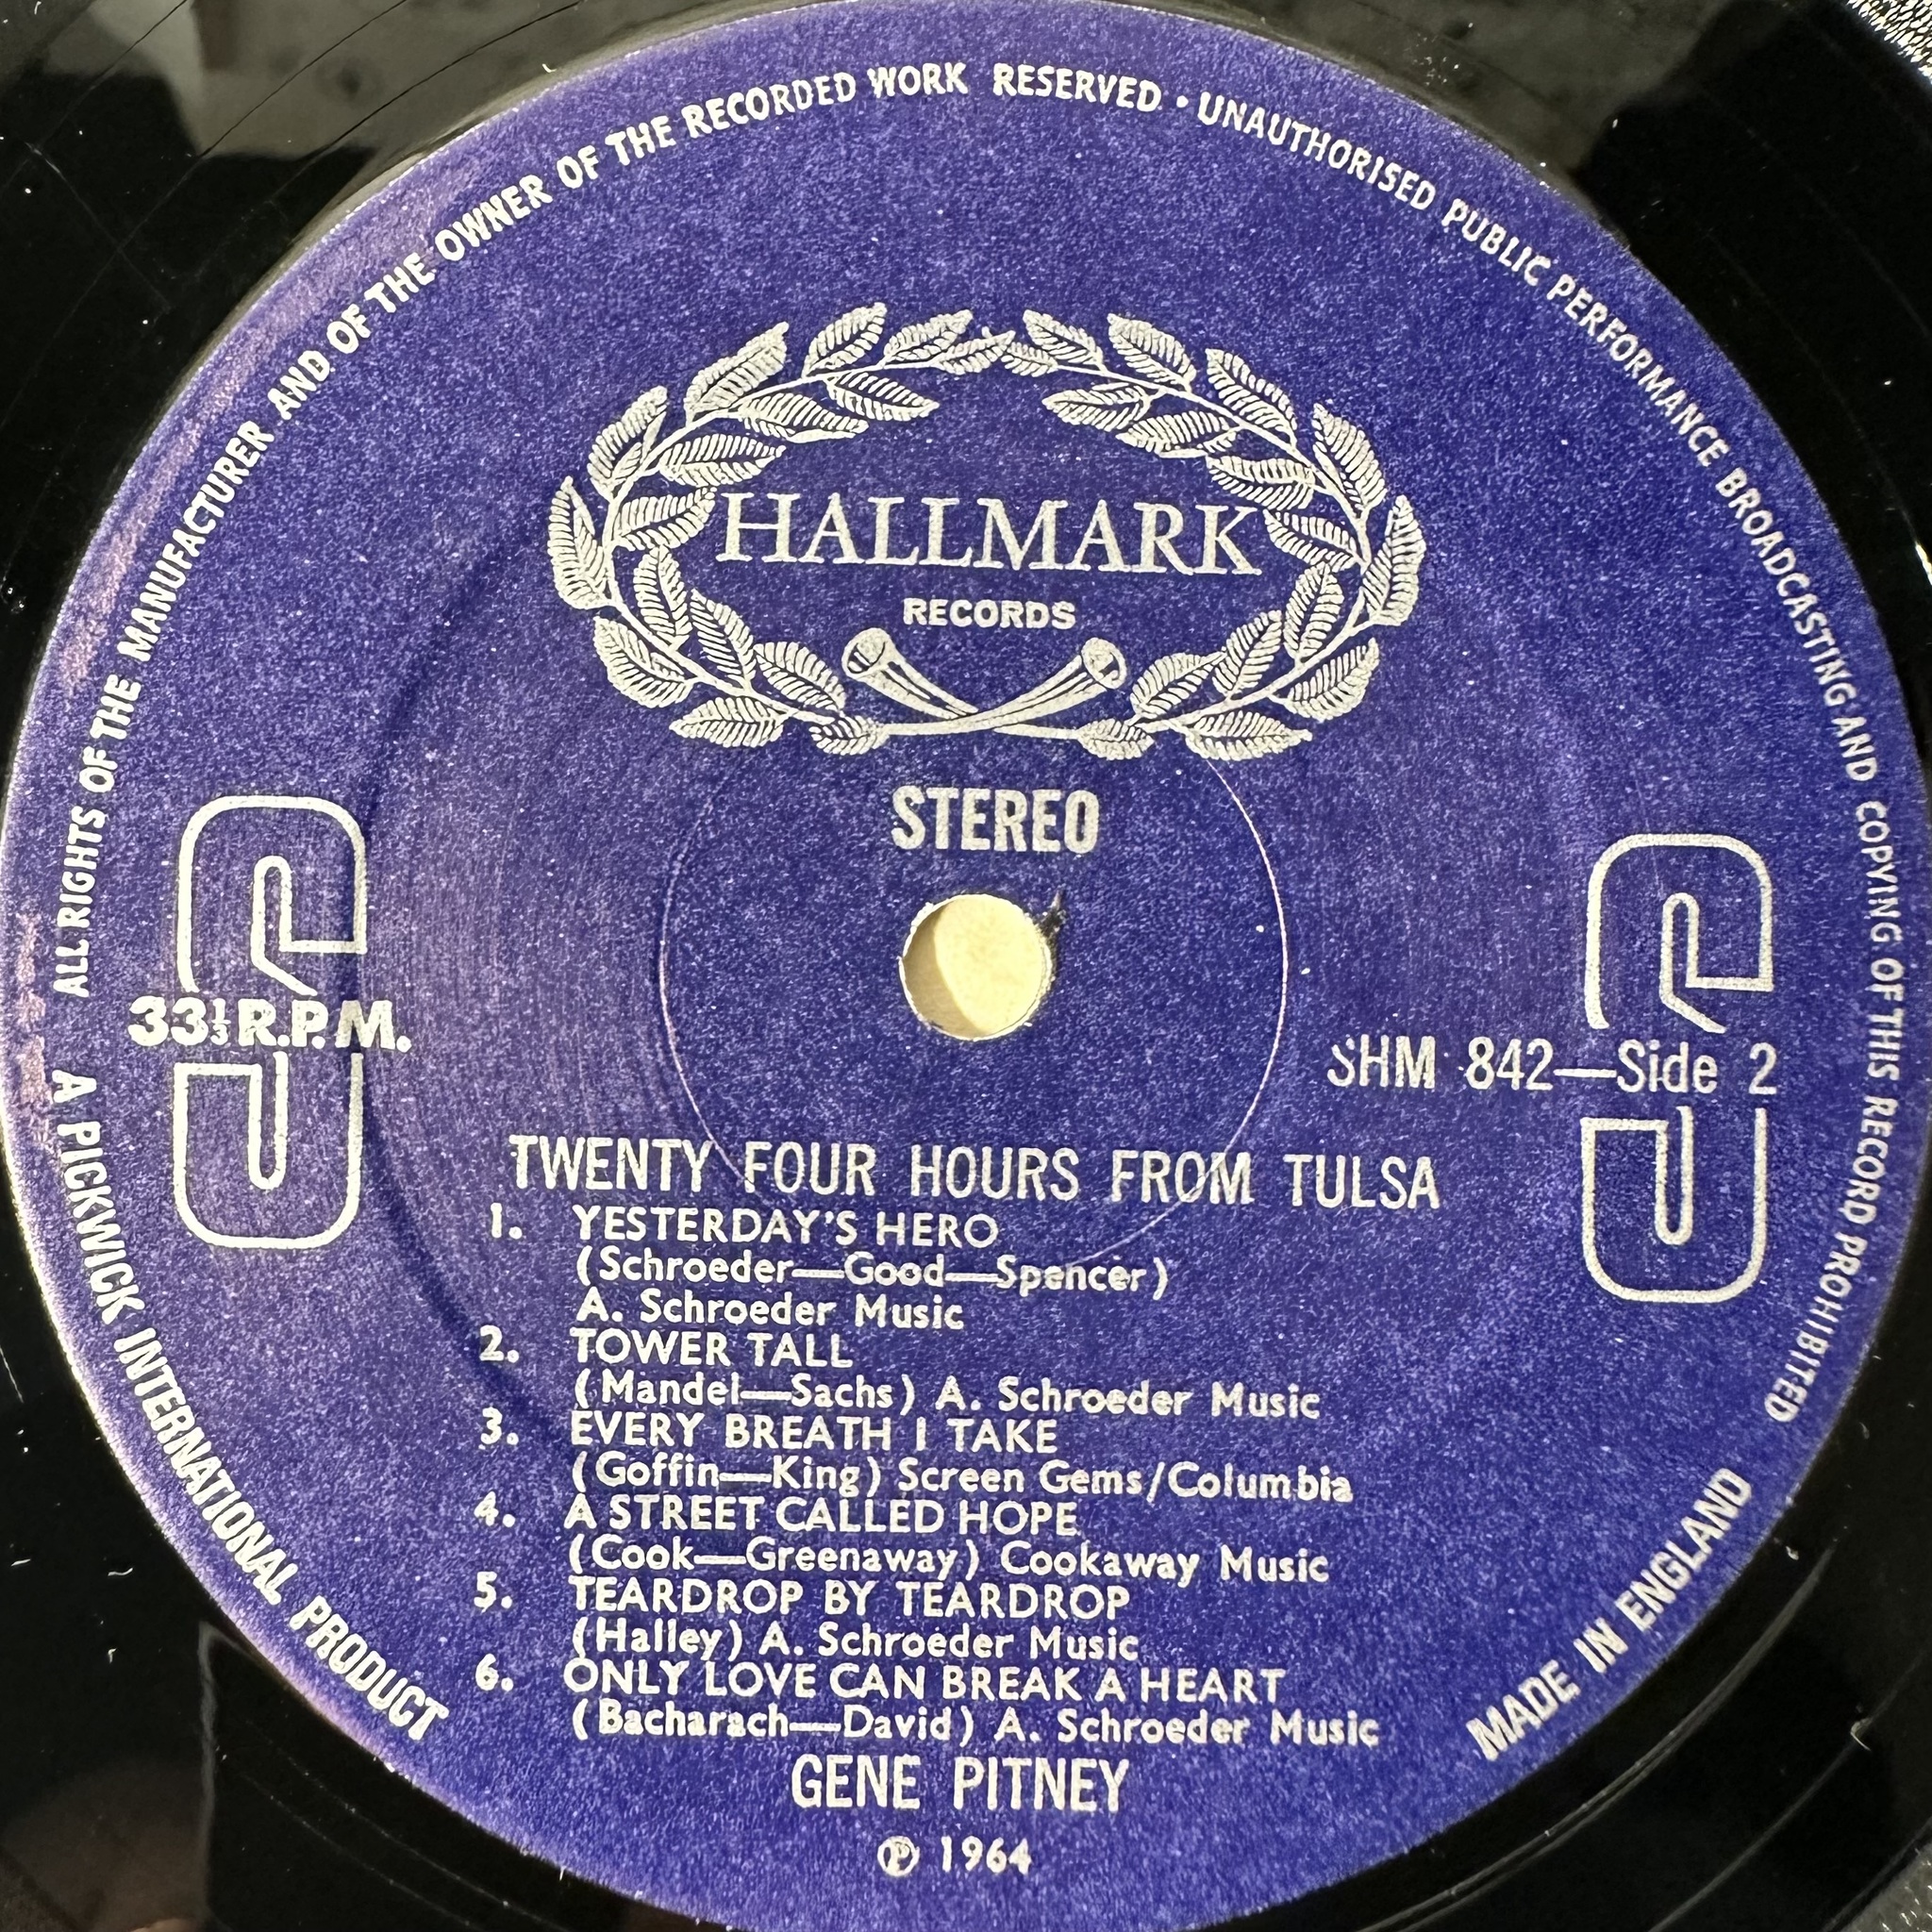 ALL RIGHTS OF THE MANUFACTURER AND OF THE OWNER OF THE RECORDED WORK RESERVED • UNAUTHORISED PUBLIC PERFORMANCE BROADCASTING AND COPYING OF THIS RECORD PROHIBITED
HALLMARK
RECORDS
STEREO
S
33⅓ R.P.M.
S
SHM 842—Side 2
TWENTY FOUR HOURS FROM TULSA
1. YESTERDAY'S HERO
(Schroeder—Good—Spencer)
A. Schroeder Music
2. TOWER TALL
(Mandel—Sachs) A. Schroeder Music
3. EVERY BREATH I TAKE
(Goffin—King) Screen Gems/Columbia
4. A STREET CALLED HOPE
(Cook—Greenaway) Cookaway Music
5. TEARDROP BY TEARDROP
(Halley) A. Schroeder Music
6. ONLY LOVE CAN BREAK A HEART
(Bacharach—David) A. Schroeder Music
GENE PITNEY
℗ 1964
A PICKWICK INTERNATIONAL PRODUCT
MADE IN ENGLAND